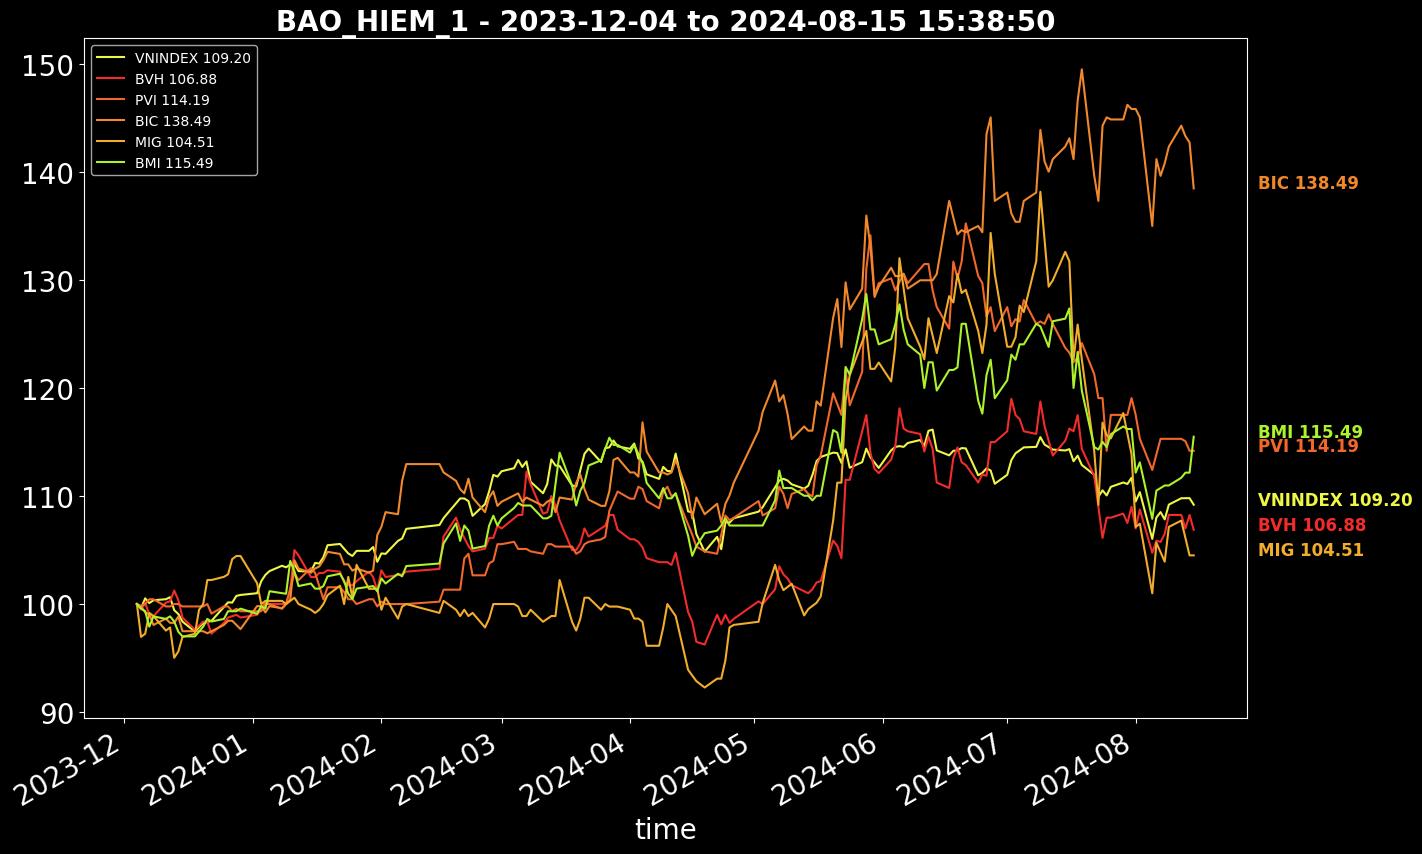 BAO_HIEM_1 - 2023-12-04 to 2024-08-15 15:38:50
150
140
130
120
110
100
90
VNINDEX 109.20
BVH 106.88
PVI 114.19
BIC 138.49
MIG 104.51
BMI 115.49
BIC 138.49
BMI 115.49
PVI 114.19
VNINDEX 109.20
BVH 106.88
MIG 104.51
2023-12
2024-01
2024-02
2024-03
2024-04
2024-05
2024-06
2024-07
2024-08
time